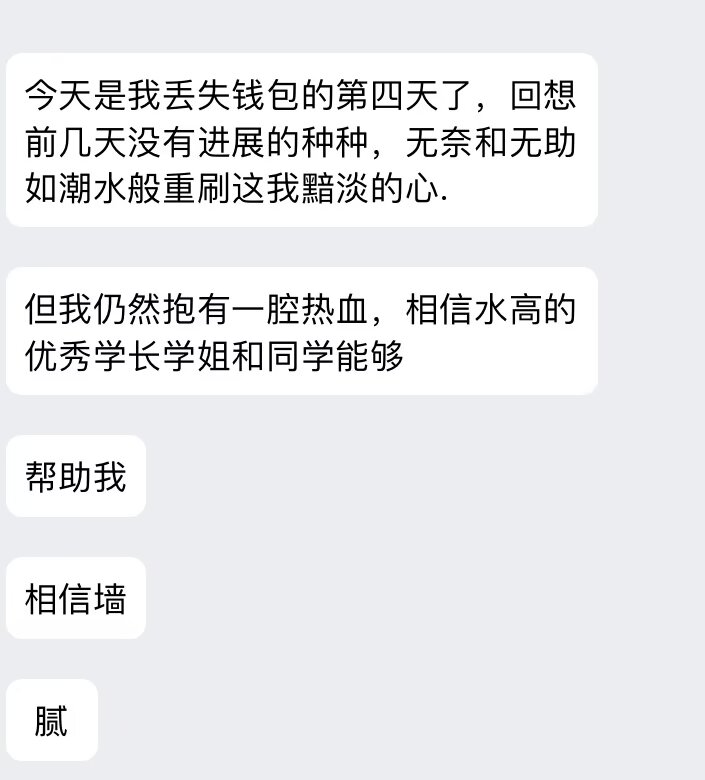 今天是我丢失钱包的第四天了，回想
前几天没有进展的种种，无奈和无助
如潮水般重刷这我黯淡的心.
但我仍然抱有一腔热血，相信水高的
优秀学长学姐和同学能够
帮助我
相信墙
腻